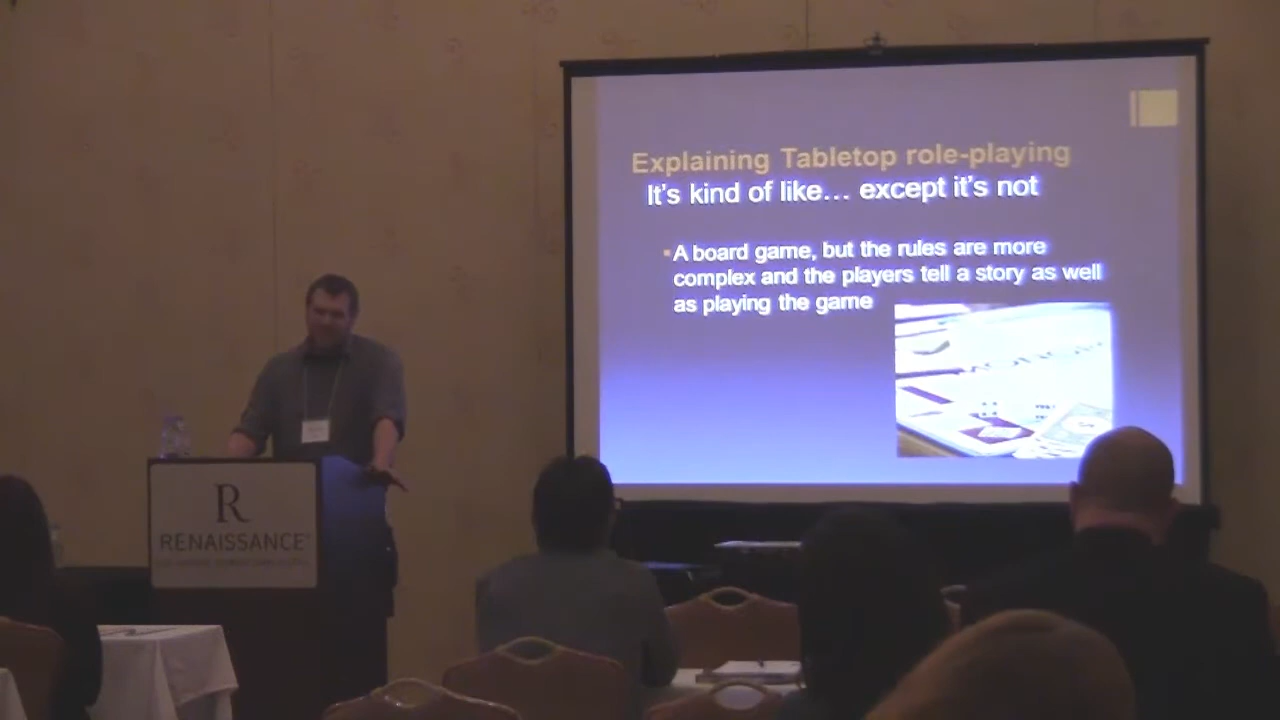 Explaining Tabletop role-playing
It's kind of like... except it's not
A board game, but the rules are more
complex and the players tell a story as well
as playing the game
R
RENAISSANCE